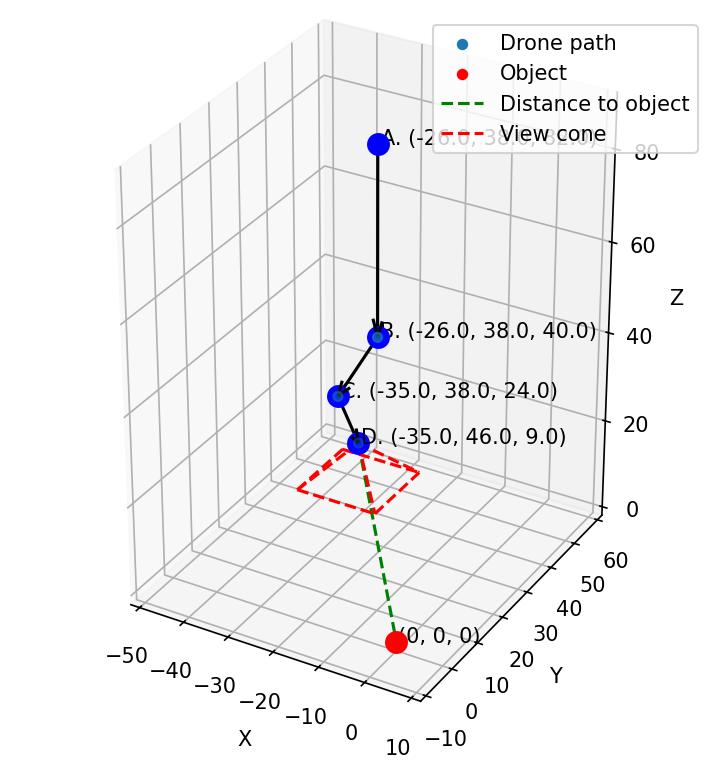 Drone path
Object
Distance to object
View cone
A. (-26.0, 38.0, 82.0)
80
60
Z
B. (-26.0, 38.0, 40.0)
40
C. (-35.0, 38.0, 24.0)
20
D. (-35.0, 46.0, 9.0)
0
60
50
40
30
(0, 0, 0)
20
Y
10
0
−10
−50
−40
−30
−20
−10
0
10
X